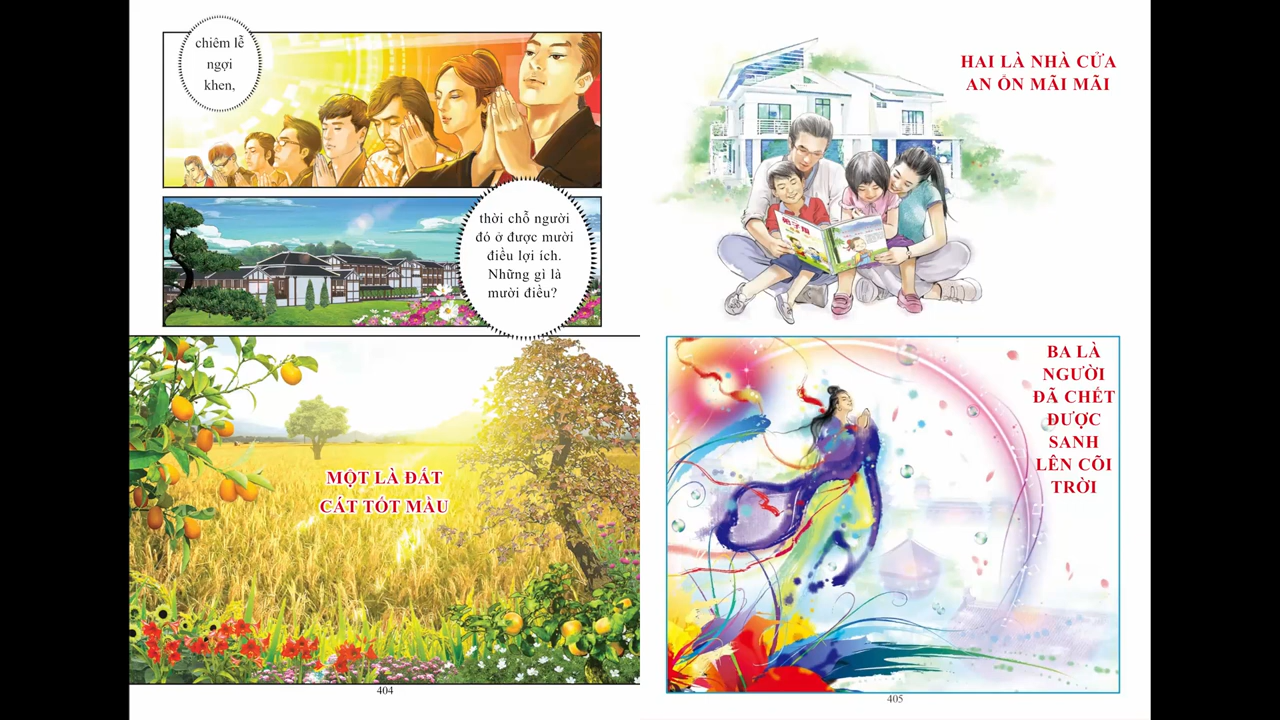 chiêm lễ
ngợi
khen,
thời chỗ người
đó ở được mười
điều lợi ích.
Những gì là
mười điều?
MỘT LÀ ĐẤT
CÁT TỐT MÀU
404
HAI LÀ NHÀ CỬA
AN ỔN MÃI MÃI
BA LÀ
NGƯỜI
ĐÃ CHẾT
ĐƯỢC
SANH
LÊN CÕI
TRỜI
405